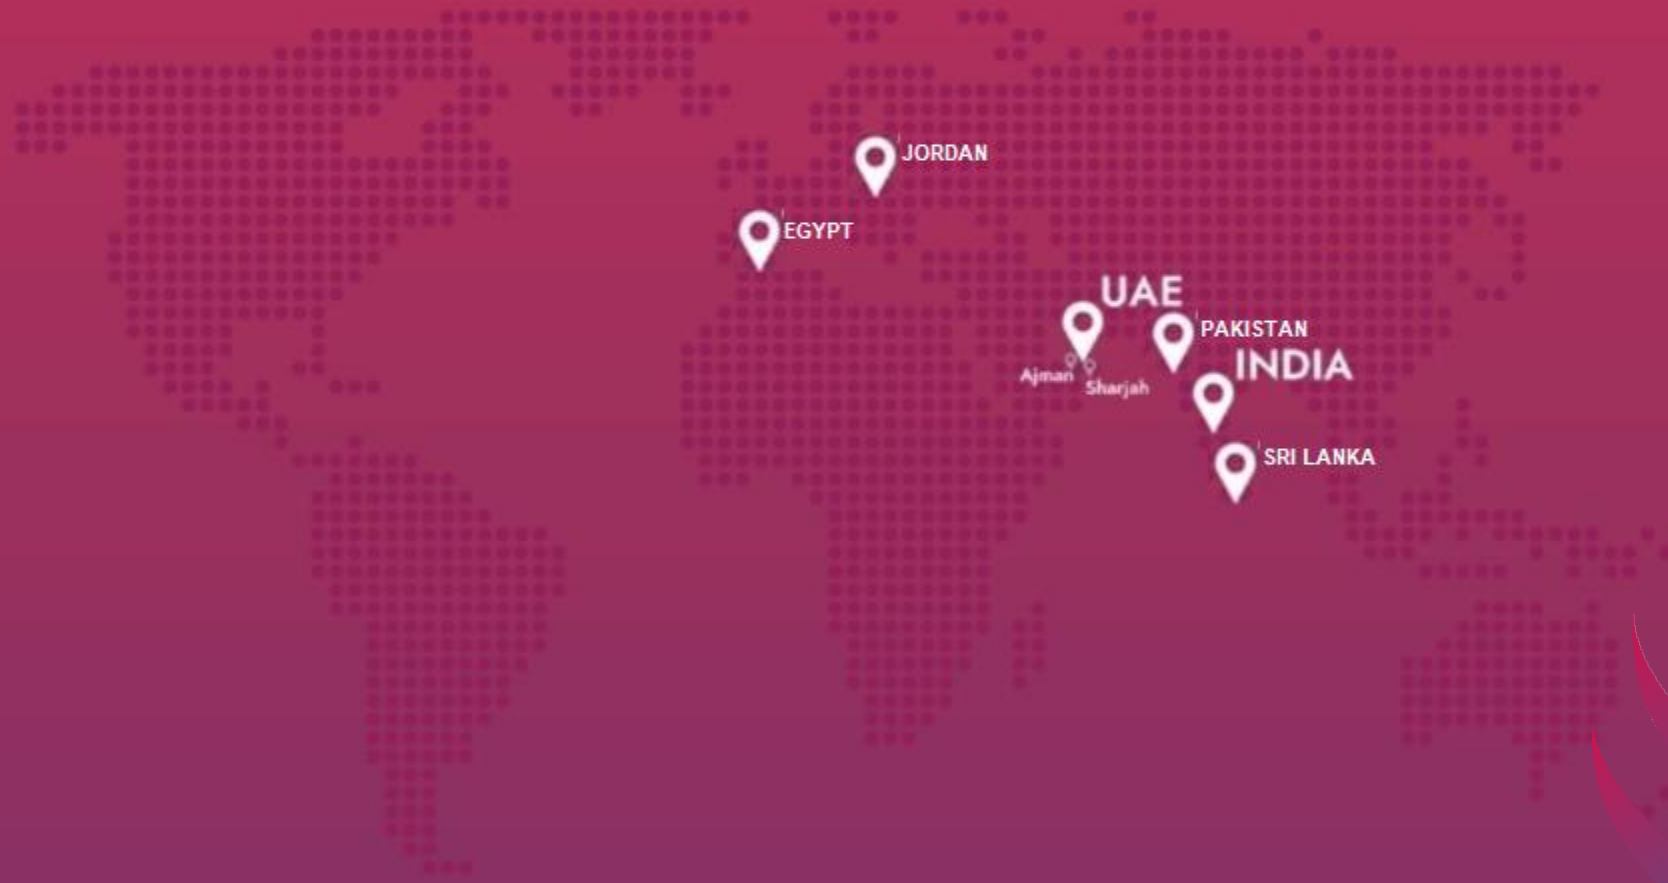 JORDAN
EGYPT
UAE
PAKISTAN
INDIA
Ajman
Sharjah
SRI LANKA